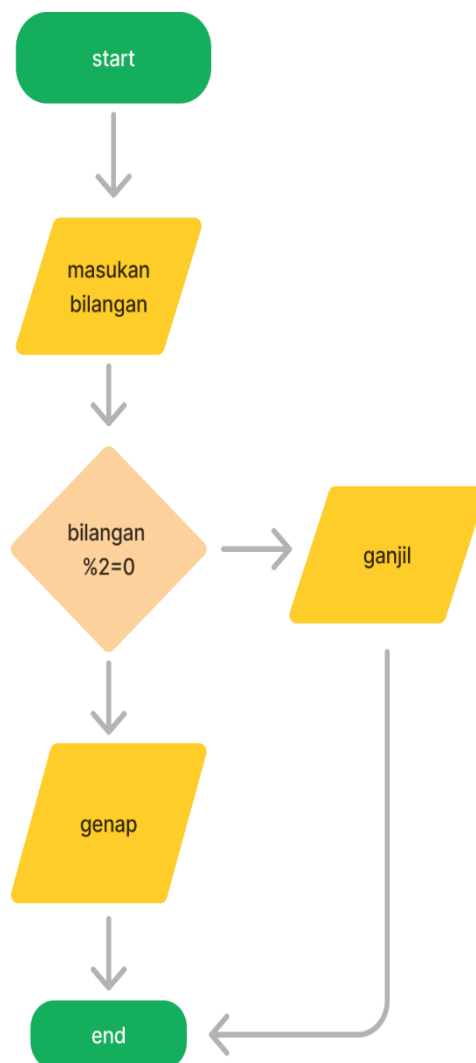 start
masukan
bilangan
bilangan
%2=0
ganjil
genap
end